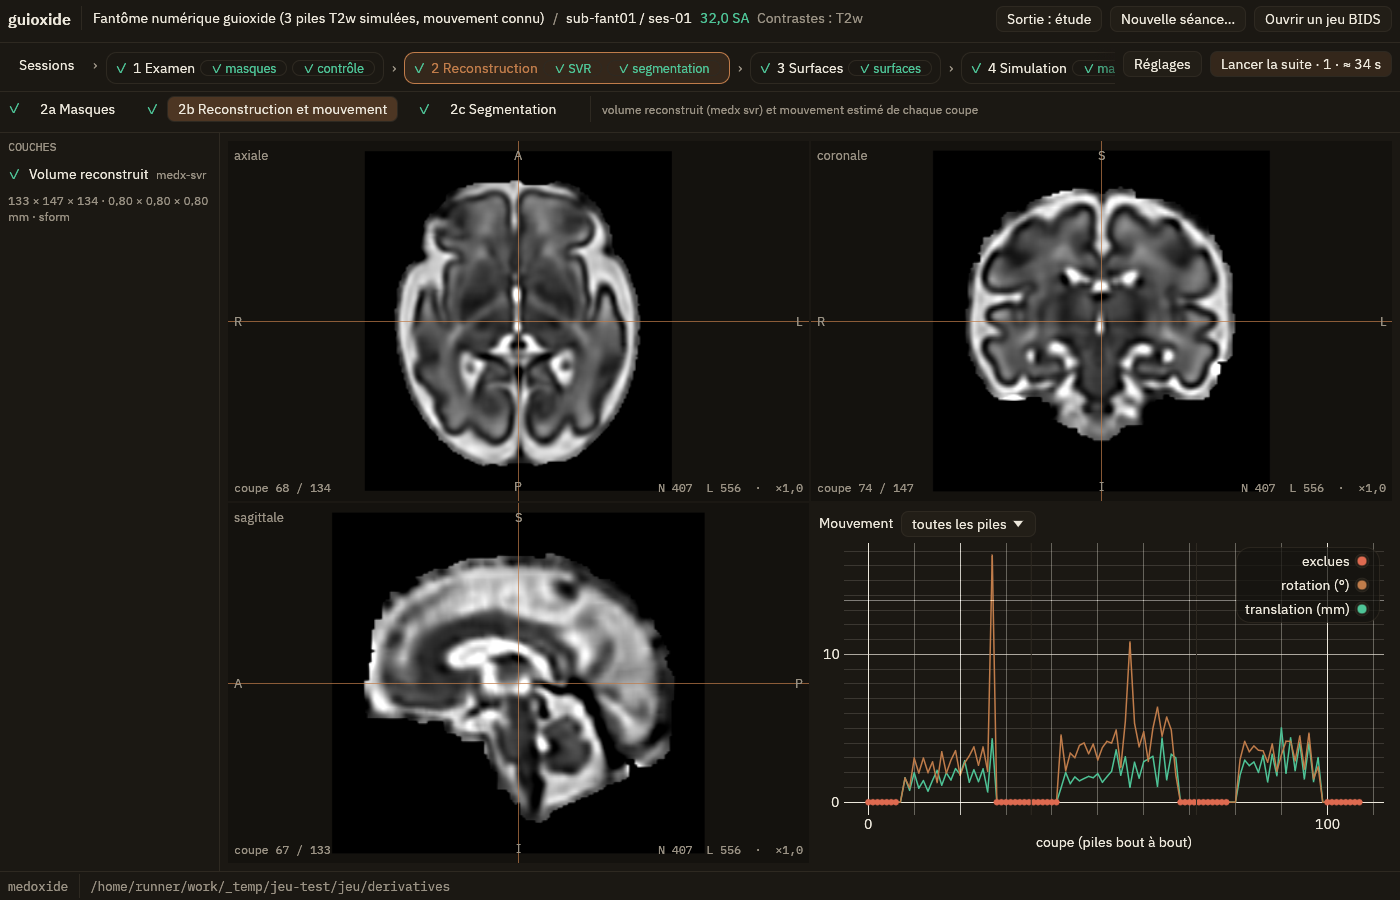 guioxide Fantôme numérique guioxide (3 piles T2w simulées, mouvement connu) / sub-fant01 / ses-01 32,0 SA Contrastes : T2w Sortie : étude Nouvelle séance... Ouvrir un jeu BIDS
Sessions › ✓ 1 Examen ✓ masques ✓ contrôle › ✓ 2 Reconstruction ✓ SVR ✓ segmentation › ✓ 3 Surfaces ✓ surfaces › ✓ 4 Simulation ✓ ma Réglages Lancer la suite · 1 · ≈ 34 s
✓ 2a Masques ✓ 2b Reconstruction et mouvement ✓ 2c Segmentation volume reconstruit (medx svr) et mouvement estimé de chaque coupe
COUCHES
✓ Volume reconstruit medx-svr
133 × 147 × 134 · 0,80 × 0,80 × 0,80
mm · sform
axiale
A
R
L
P
coupe 68 / 134
N 407 L 556 · ×1,0
coronale
S
R
L
I
coupe 74 / 147
N 407 L 556 · ×1,0
sagittale
S
A
P
I
coupe 67 / 133
N 407 L 556 · ×1,0
Mouvement toutes les piles
exclues
rotation (°)
translation (mm)
10
0
0
100
coupe (piles bout à bout)
medoxide /home/runner/work/_temp/jeu-test/jeu/derivatives